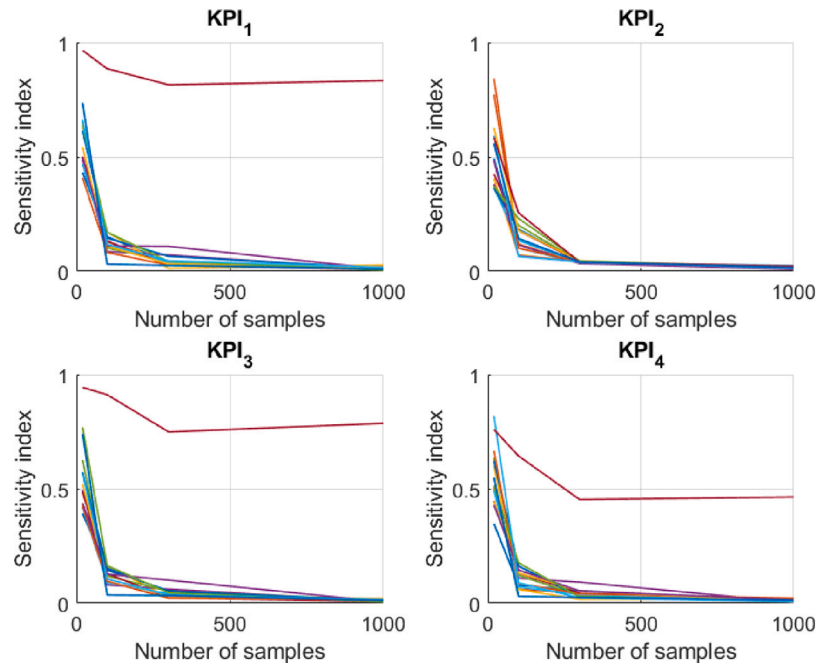 KPI1
KPI2
Sensitivity index
1
0.5
0
0
500
1000
Number of samples
Sensitivity index
1
0.5
0
0
500
1000
Number of samples
KPI3
KPI4
Sensitivity index
1
0.5
0
0
500
1000
Number of samples
Sensitivity index
1
0.5
0
0
500
1000
Number of samples